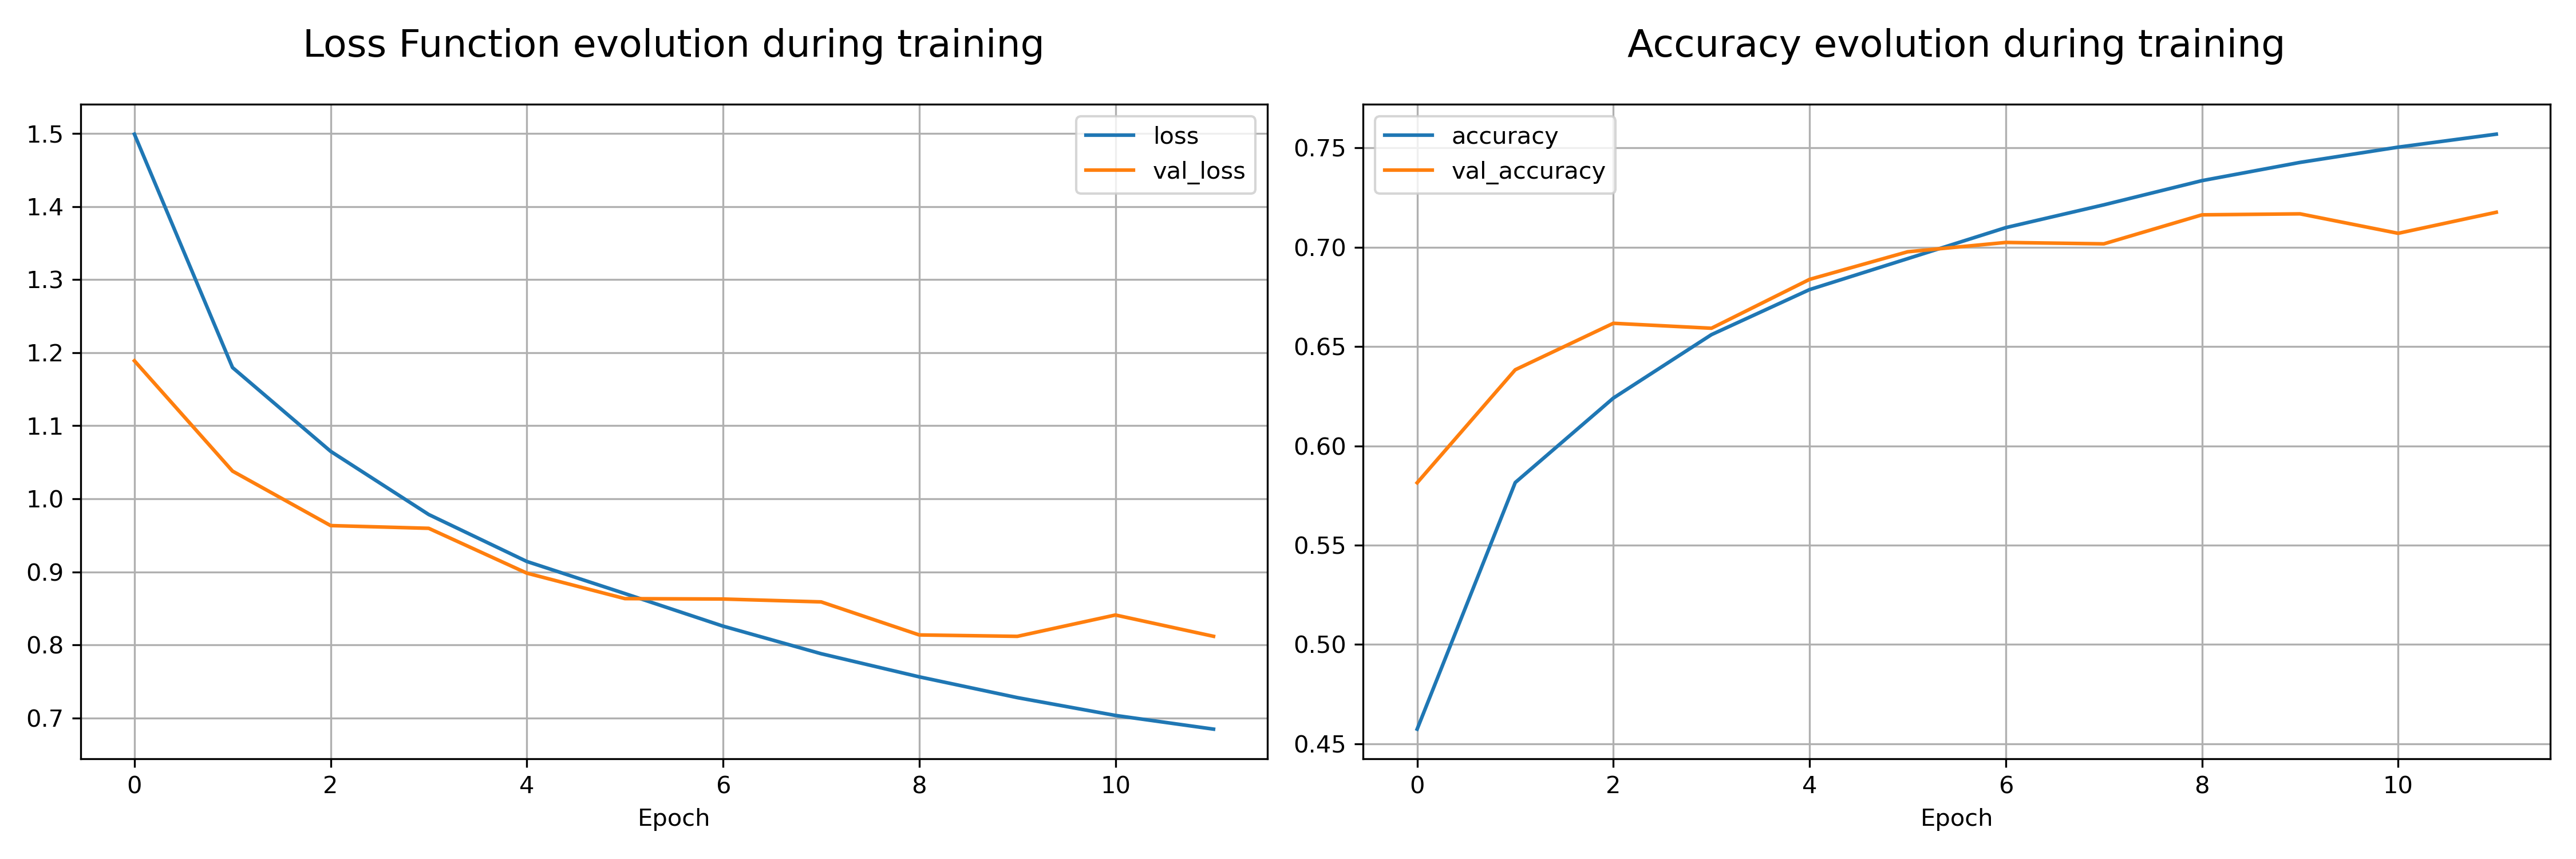 Loss Function evolution during training
1.5
1.4
1.3
1.2
1.1
1.0
0.9
0.8
0.7
loss
val_loss
0 2 4 6 8 10
Epoch
Accuracy evolution during training
0.75
0.70
0.65
0.60
0.55
0.50
0.45
accuracy
val_accuracy
0 2 4 6 8 10
Epoch